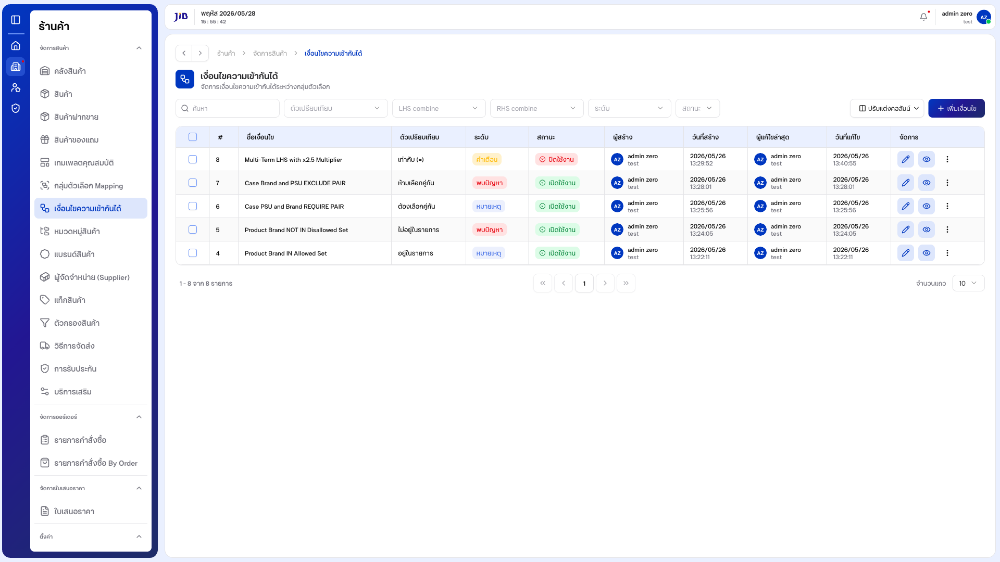 ร้านค้า
จัดการสินค้า
คลังสินค้า
สินค้า
สินค้าฝากขาย
สินค้าของแถม
เทมเพลตคุณสมบัติ
กลุ่มตัวเลือก Mapping
เงื่อนไขความเข้ากันได้
หมวดหมู่สินค้า
แบรนด์สินค้า
ผู้จัดจำหน่าย (Supplier)
แท็กสินค้า
ตัวกรองสินค้า
วิธีการจัดส่ง
การรับประกัน
บริการเสริม
จัดการออร์เดอร์
รายการคำสั่งซื้อ
รายการคำสั่งซื้อ By Order
จัดการใบเสนอราคา
ใบเสนอราคา
ตั้งค่า
JIB
พฤหัส 2026/05/28
15 : 55 : 42
admin zero
test
AZ
ร้านค้า > จัดการสินค้า > เงื่อนไขความเข้ากันได้
เงื่อนไขความเข้ากันได้
จัดการเงื่อนไขความเข้ากันได้ระหว่างกลุ่มตัวเลือก
ค้นหา ตัวเปรียบเทียบ LHS combine RHS combine ระดับ สถานะ ปรับแต่งคอลัมน์ เพิ่มเงื่อนไข
# ชื่อเงื่อนไข ตัวเปรียบเทียบ ระดับ สถานะ ผู้สร้าง วันที่สร้าง ผู้แก้ไขล่าสุด วันที่แก้ไข จัดการ
8 Multi-Term LHS with x2.5 Multiplier เท่ากับ (=) คำเตือน ปิดใช้งาน AZ admin zero test 2026/05/26 13:29:52 AZ admin zero test 2026/05/26 13:40:55
7 Case Brand and PSU EXCLUDE PAIR ห้ามเลือกคู่กัน พบปัญหา เปิดใช้งาน AZ admin zero test 2026/05/26 13:28:01 AZ admin zero test 2026/05/26 13:28:01
6 Case PSU and Brand REQUIRE PAIR ต้องเลือกคู่กัน หมายเหตุ เปิดใช้งาน AZ admin zero test 2026/05/26 13:25:56 AZ admin zero test 2026/05/26 13:25:56
5 Product Brand NOT IN Disallowed Set ไม่อยู่ในรายการ พบปัญหา เปิดใช้งาน AZ admin zero test 2026/05/26 13:24:05 AZ admin zero test 2026/05/26 13:24:05
4 Product Brand IN Allowed Set อยู่ในรายการ หมายเหตุ เปิดใช้งาน AZ admin zero test 2026/05/26 13:22:11 AZ admin zero test 2026/05/26 13:22:11
1 - 8 จาก 8 รายการ 1 จำนวนแถว 10